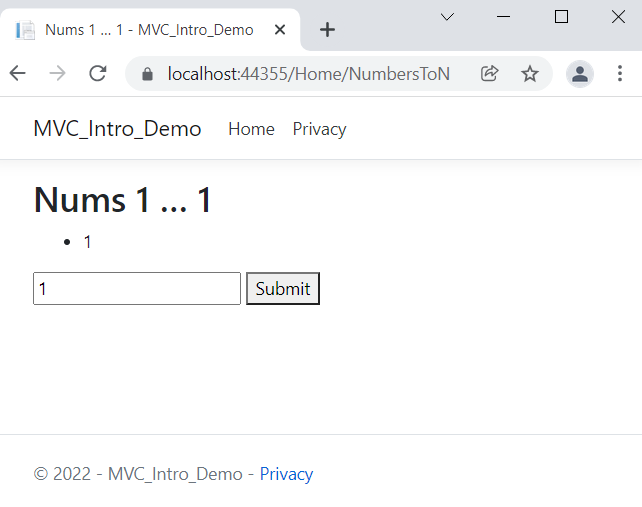 Nums 1 ... 1 - MVC_Intro_Demo
localhost:44355/Home/NumbersToN
MVC_Intro_Demo Home Privacy
Nums 1 ... 1
• 1
1 Submit
© 2022 - MVC_Intro_Demo - Privacy